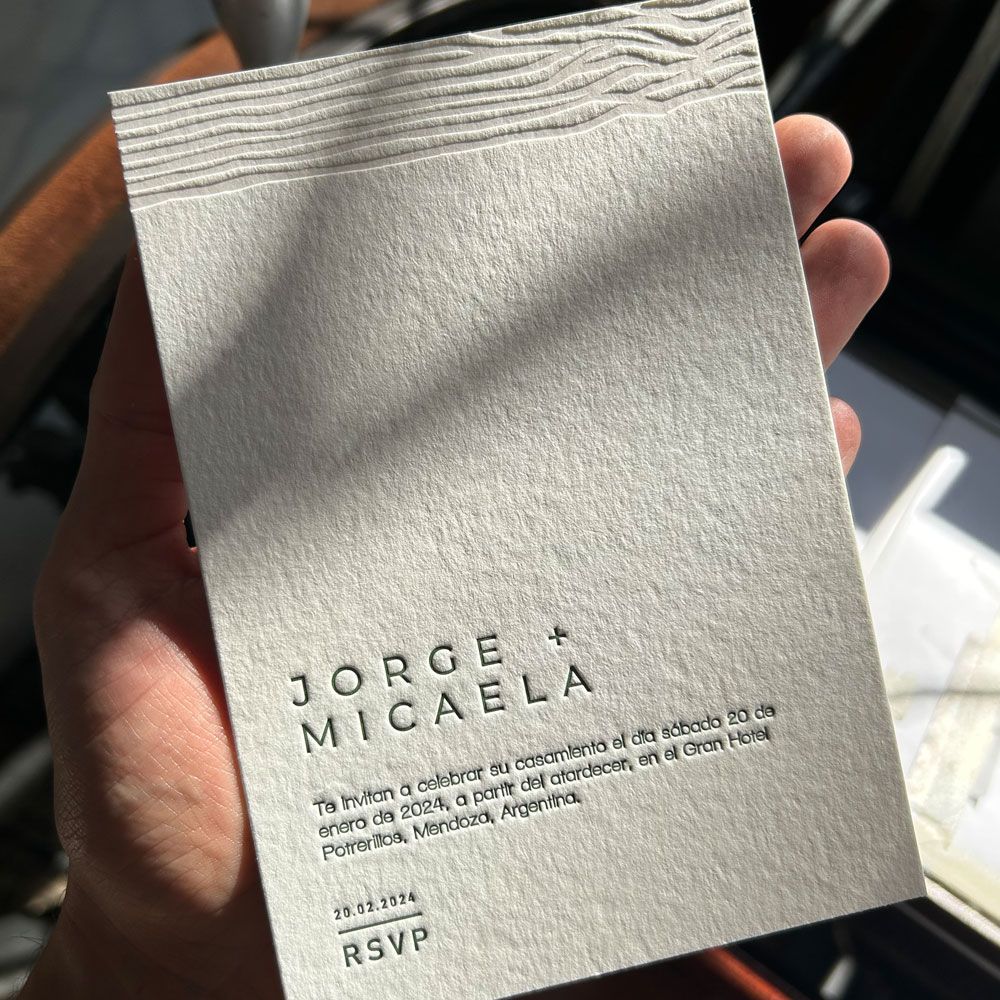 JORGE +
MICAELA
Te invitan a celebrar su casamiento el día sábado 20 de
enero de 2024, a partir del atardecer, en el Gran Hotel
Potrerillos, Mendoza, Argentina.
20.02.2024
RSVP